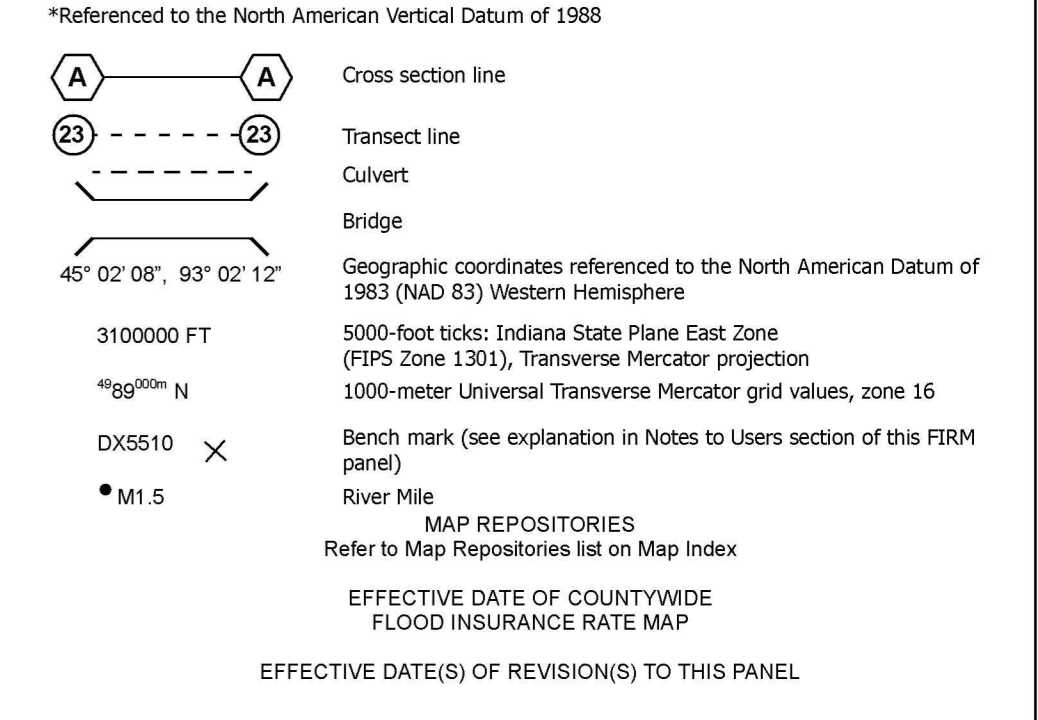 *Referenced to the North American Vertical Datum of 1988
A A Cross section line
23 23 Transect line
Culvert
Bridge
45° 02' 08”, 93° 02' 12” Geographic coordinates referenced to the North American Datum of
1983 (NAD 83) Western Hemisphere
3100000 FT 5000-foot ticks: Indiana State Plane East Zone
(FIPS Zone 1301), Transverse Mercator projection
4989000m N 1000-meter Universal Transverse Mercator grid values, zone 16
DX5510 Bench mark (see explanation in Notes to Users section of this FIRM
panel)
M1.5 River Mile
MAP REPOSITORIES
Refer to Map Repositories list on Map Index
EFFECTIVE DATE OF COUNTYWIDE
FLOOD INSURANCE RATE MAP
EFFECTIVE DATE(S) OF REVISION(S) TO THIS PANEL